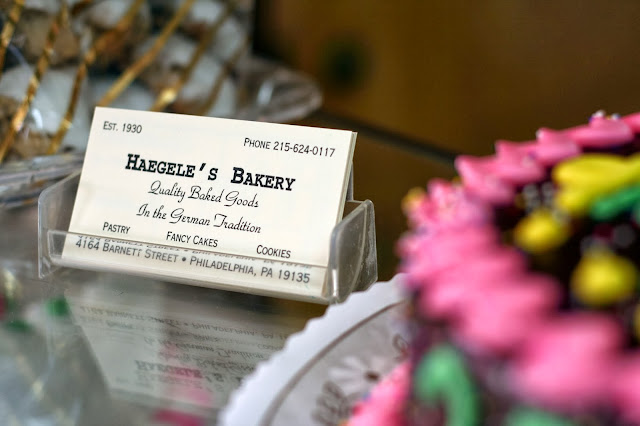 EST. 1930
PHONE 215-624-0117
HAEGELE'S BAKERY
Quality Baked Goods
In the German Tradition
PASTRY FANCY CAKES COOKIES
4164 BARNETT STREET • PHILADELPHIA, PA 19135